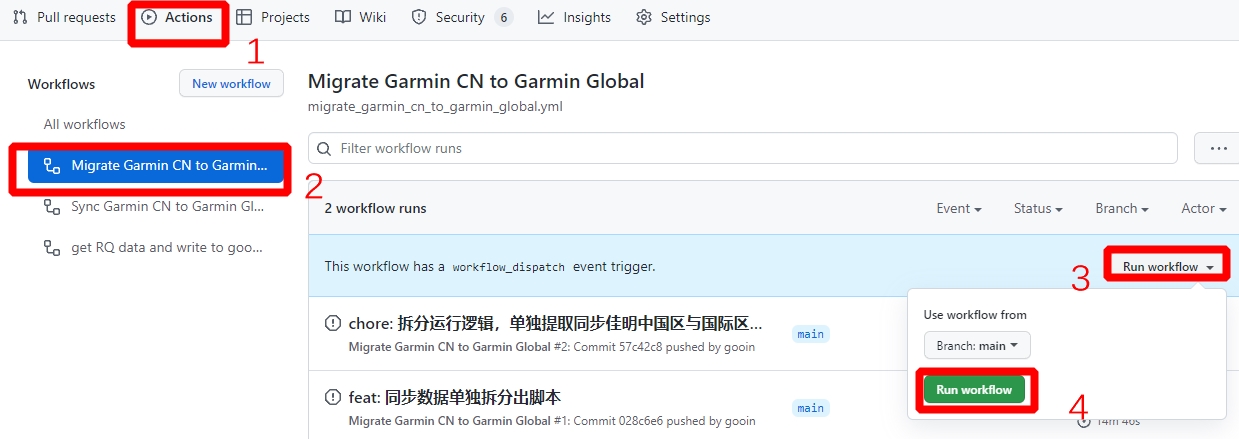 Pull requests Actions Projects Wiki Security 6 Insights Settings
1
Workflows New workflow
Migrate Garmin CN to Garmin Global
migrate_garmin_cn_to_garmin_global.yml
All workflows
Filter workflow runs ...
Migrate Garmin CN to Garmin...
2
Sync Garmin CN to Garmin Gl...
2 workflow runs Event Status Branch Actor
get RQ data and write to goo...
This workflow has a workflow_dispatch event trigger. Run workflow
3
Use workflow from
Branch: main
Run workflow
4
chore: 拆分运行逻辑，单独提取同步佳明中国区与国际区... main
Migrate Garmin CN to Garmin Global #2: Commit 57c42c8 pushed by gooin
feat: 同步数据单独拆分出脚本 main
Migrate Garmin CN to Garmin Global #1: Commit 028c6e6 pushed by gooin
14m 46s